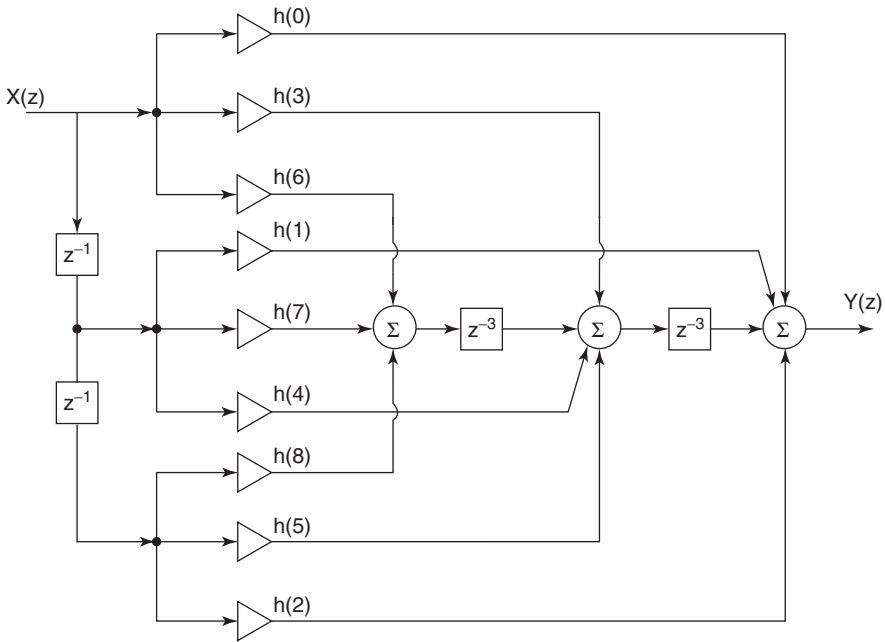 h(0)
X(z)
h(3)
h(6)
z⁻¹
h(1)
h(7)
Σ
z⁻³
Σ
z⁻³
Σ
Y(z)
z⁻¹
h(4)
h(8)
h(5)
h(2)